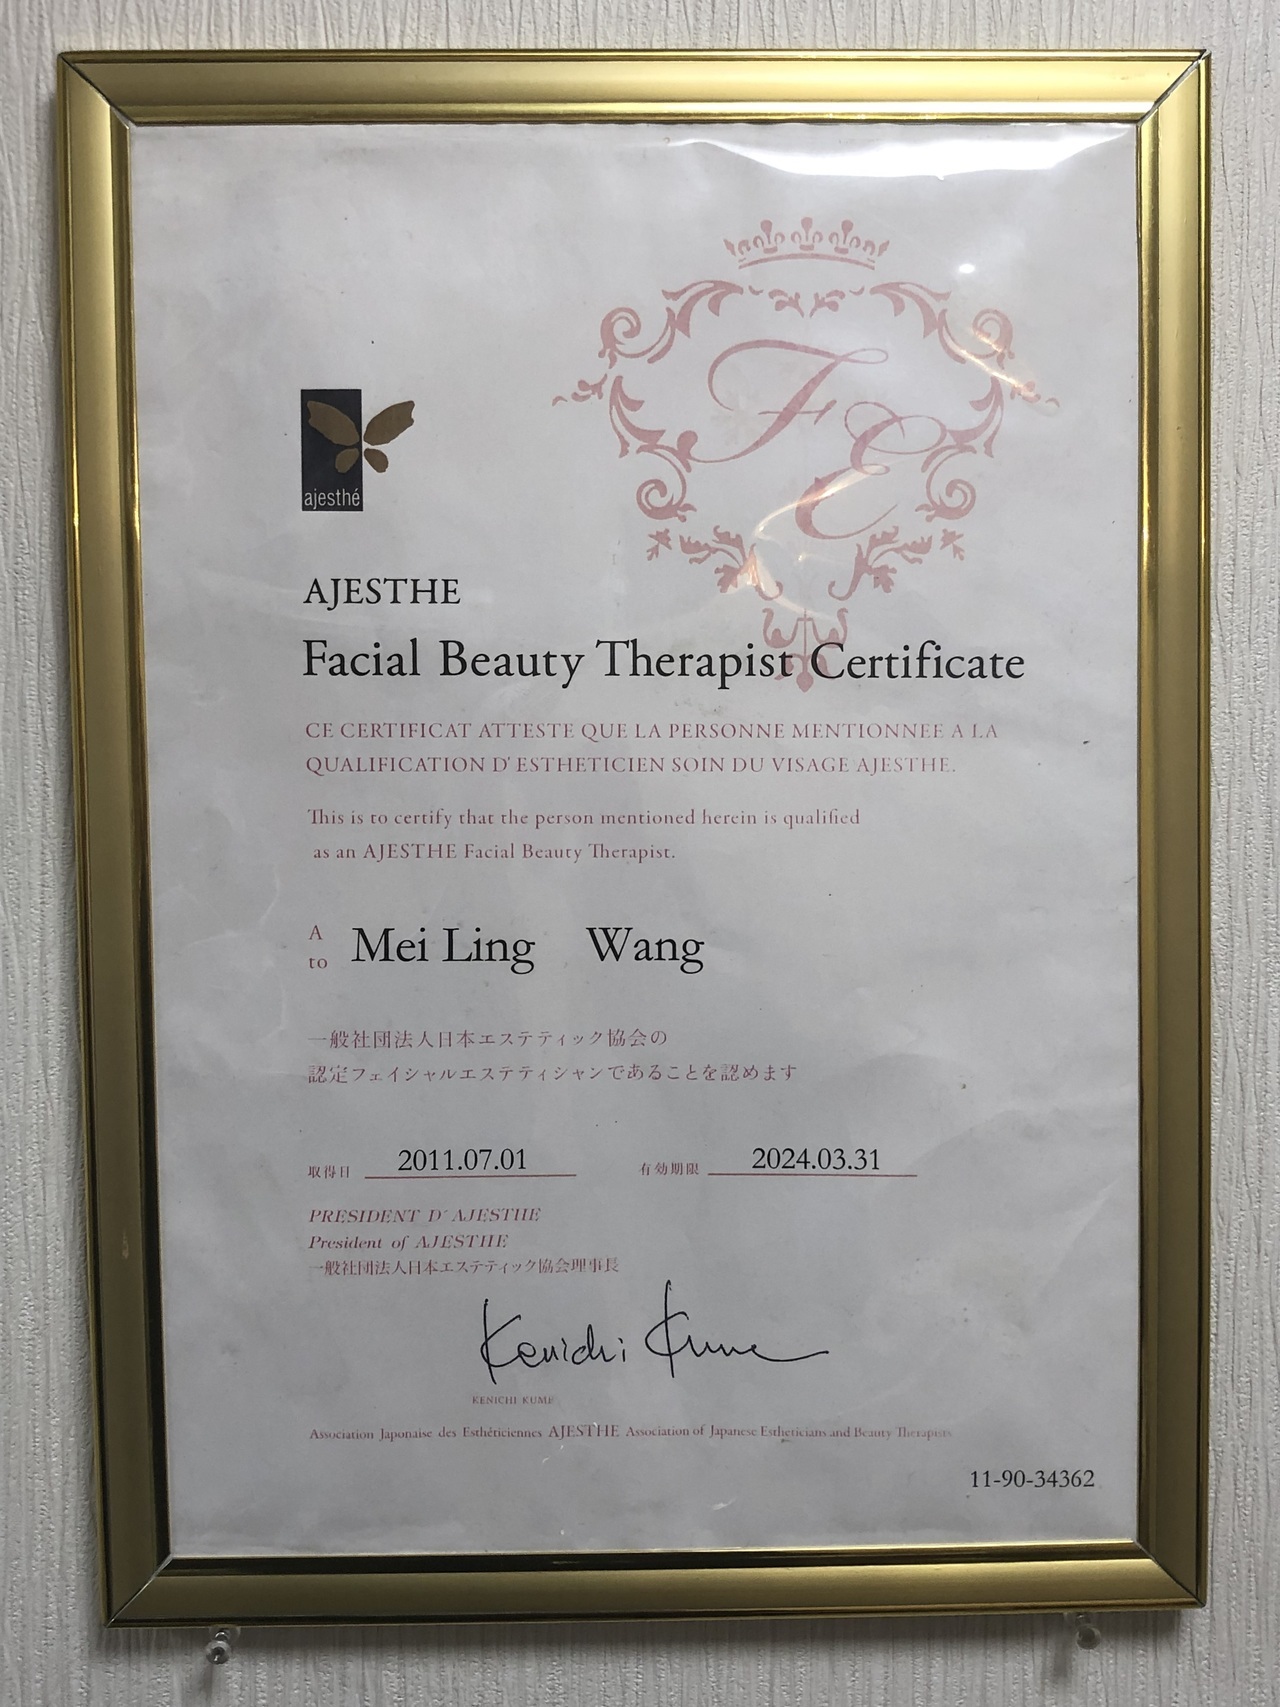 F E
ajesthé
AJESTHE
Facial Beauty Therapist Certificate
CE CERTIFICAT ATTESTE QUE LA PERSONNE MENTIONNEE A LA
QUALIFICATION D' ESTHETICIEN SOIN DU VISAGE AJESTHE.
This is to certify that the person mentioned herein is qualified
as an AJESTHE Facial Beauty Therapist.
A
to
Mei Ling Wang
一般社団法人日本エステティック協会の
認定フェイシャルエステティシャンであることを認めます
取得日 2011.07.01 有効期限 2024.03.31
PRESIDENT D' AJESTHE
President of AJESTHE
一般社団法人日本エステティック協会理事長
Kenichi Kume
KENICHI KUME
Association Japonaise des Esthéticiennes AJESTHE Association of Japanese Estheticians and Beauty Therapists
11-90-34362